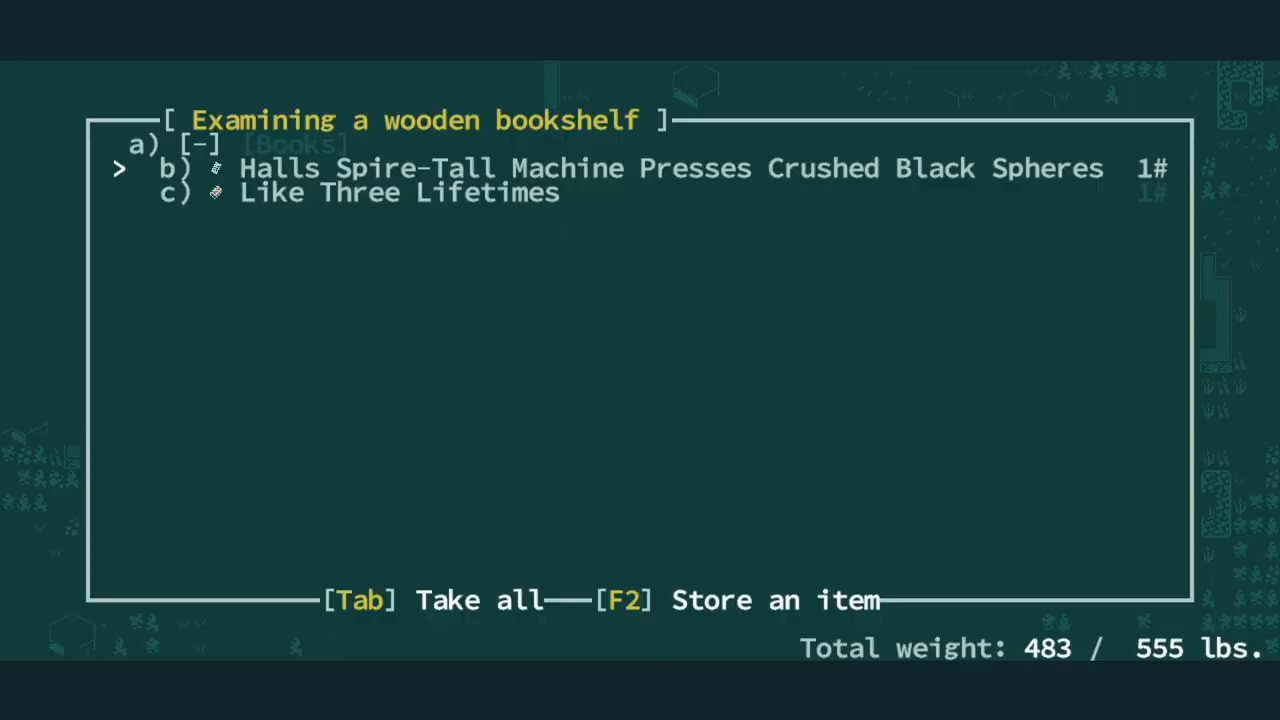 [ Examining a wooden bookshelf ]
a) [-] [Books]
> b) Halls Spire-Tall Machine Presses Crushed Black Spheres 1#
c) Like Three Lifetimes 1#
[Tab] Take all [F2] Store an item
Total weight: 483 / 555 lbs.